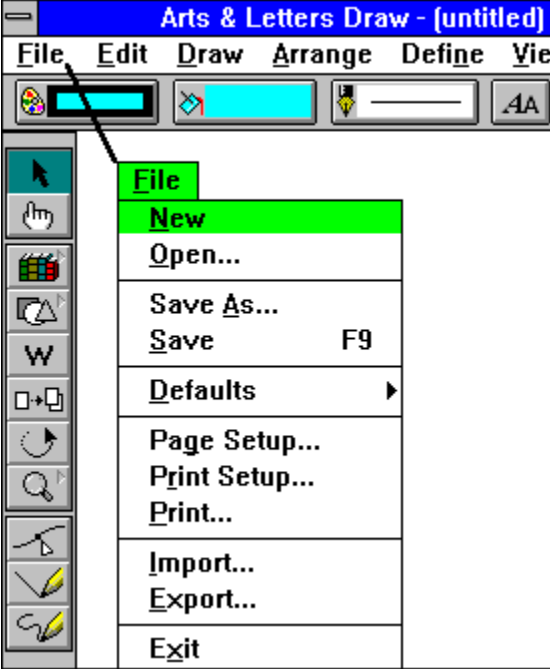 Arts & Letters Draw - (untitled)
File Edit Draw Arrange Define Vie
AA
File
New
Open...
Save As...
Save F9
Defaults
Page Setup...
Print Setup...
Print...
Import...
Export...
Exit
W